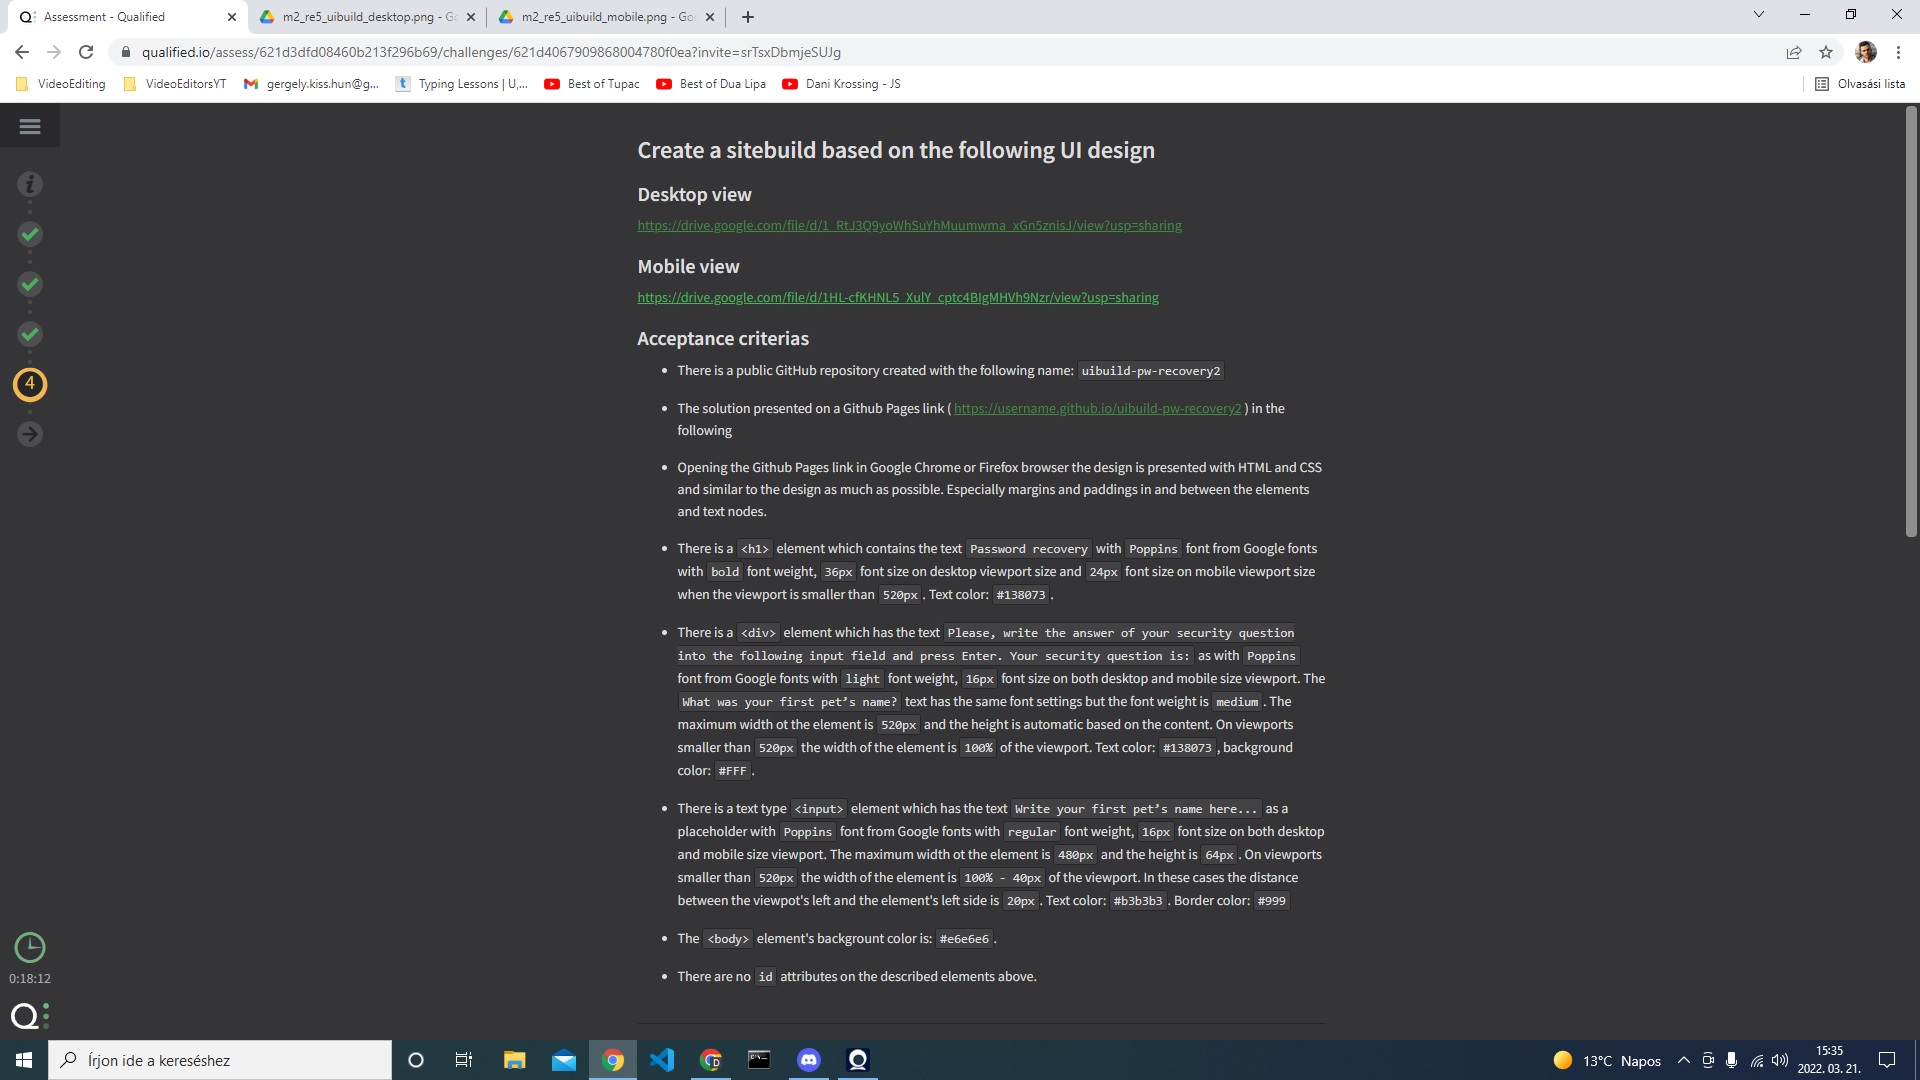 Assessment - Qualified
m2_re5_uibuild_desktop.png - Go
m2_re5_uibuild_mobile.png - Goo
qualified.io/assess/621d3dfd08460b213f296b69/challenges/621d4067909868004780f0ea?invite=srTsxDbmjeSUJg
VideoEditing
VideoEditorsYT
gergely.kiss.hun@g...
Typing Lessons | U,...
Best of Tupac
Best of Dua Lipa
Dani Krossing - JS
Olvasási lista
Create a sitebuild based on the following UI design
Desktop view
https://drive.google.com/file/d/1_RtJ3Q9yoWhSuYhMuumwma_xGn5znisJ/view?usp=sharing
Mobile view
https://drive.google.com/file/d/1HL-cfKHNL5_XulY_cptc4BIgMHVh9Nzr/view?usp=sharing
Acceptance criterias
There is a public GitHub repository created with the following name: uibuild-pw-recovery2
The solution presented on a Github Pages link ( https://username.github.io/uibuild-pw-recovery2 ) in the
following
Opening the Github Pages link in Google Chrome or Firefox browser the design is presented with HTML and CSS
and similar to the design as much as possible. Especially margins and paddings in and between the elements
and text nodes.
There is a <h1> element which contains the text Password recovery with Poppins font from Google fonts
with bold font weight, 36px font size on desktop viewport size and 24px font size on mobile viewport size
when the viewport is smaller than 520px. Text color: #138073.
There is a <div> element which has the text Please, write the answer of your security question
into the following input field and press Enter. Your security question is: as with Poppins
font from Google fonts with light font weight, 16px font size on both desktop and mobile size viewport. The
What was your first pet’s name? text has the same font settings but the font weight is medium. The
maximum width ot the element is 520px and the height is automatic based on the content. On viewports
smaller than 520px the width of the element is 100% of the viewport. Text color: #138073, background
color: #FFF.
There is a text type <input> element which has the text Write your first pet’s name here... as a
placeholder with Poppins font from Google fonts with regular font weight, 16px font size on both desktop
and mobile size viewport. The maximum width ot the element is 480px and the height is 64px. On viewports
smaller than 520px the width of the element is 100% - 40px of the viewport. In these cases the distance
between the viewpot's left and the element's left side is 20px. Text color: #b3b3b3. Border color: #999
The <body> element's backgrount color is: #e6e6e6.
There are no id attributes on the described elements above.
4
0:18:12
Írjon ide a kereséshez
13°C Napos
15:35
2022. 03. 21.